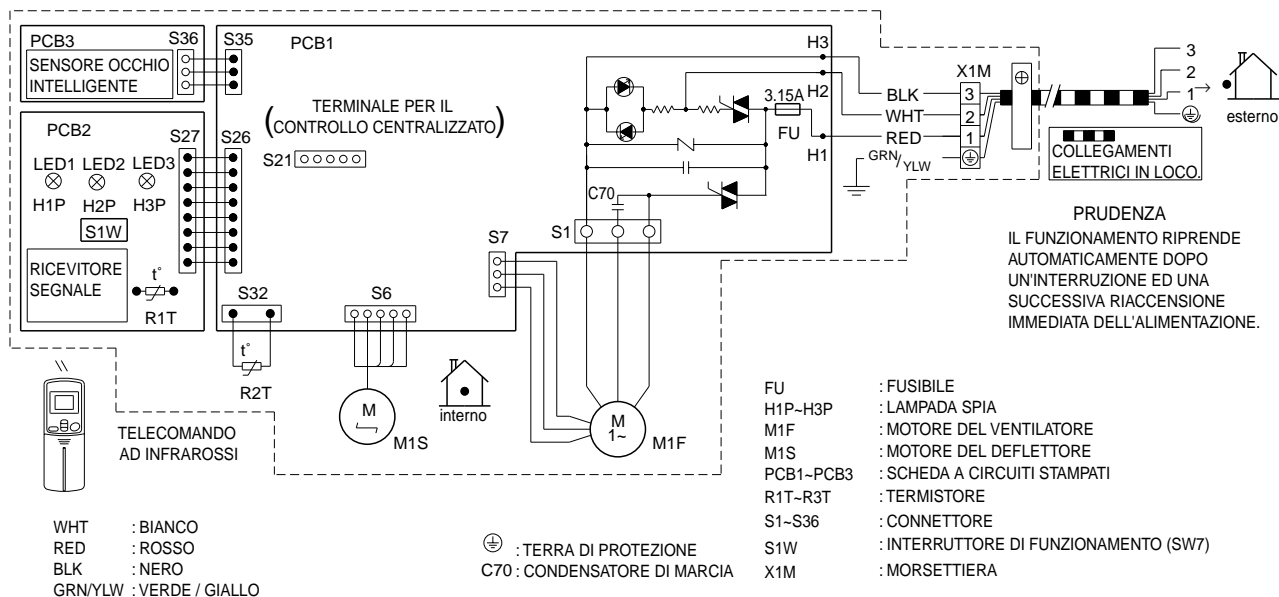 PCB3
S36
S35
PCB1
SENSORE OCCHIO
INTELLIGENTE
TERMINALE PER IL
(CONTROLLO CENTRALIZZATO)
S21
PCB2
S27
S26
LED1 LED2 LED3
H1P H2P H3P
S1W
RICEVITORE
SEGNALE
t°
R1T
S32
t°
R2T
S6
M
M1S
S7
interno
S1
C70
M
1~
M1F
H3
H2
3.15A
FU
H1
BLK
WHT
RED
GRN/YLW
X1M
3
2
1
3
2
1
esterno
COLLEGAMENTI
ELETTRICI IN LOCO.
PRUDENZA
IL FUNZIONAMENTO RIPRENDE
AUTOMATICAMENTE DOPO
UN'INTERRUZIONE ED UNA
SUCCESSIVA RIACCENSIONE
IMMEDIATA DELL'ALIMENTAZIONE.
TELECOMANDO
AD INFRAROSSI
WHT : BIANCO
RED : ROSSO
BLK : NERO
GRN/YLW : VERDE / GIALLO
: TERRA DI PROTEZIONE
C70 : CONDENSATORE DI MARCIA
FU : FUSIBILE
H1P~H3P : LAMPADA SPIA
M1F : MOTORE DEL VENTILATORE
M1S : MOTORE DEL DEFLETTORE
PCB1~PCB3 : SCHEDA A CIRCUITI STAMPATI
R1T~R3T : TERMISTORE
S1~S36 : CONNETTORE
S1W : INTERRUTTORE DI FUNZIONAMENTO (SW7)
X1M : MORSETTIERA